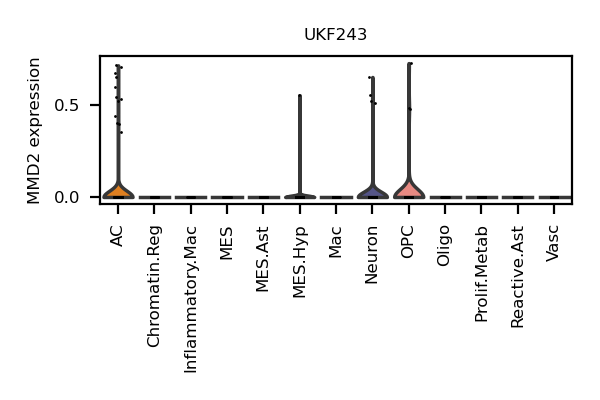 UKF243
MMD2 expression
0.5
0.0
AC
Chromatin.Reg
Inflammatory.Mac
MES
MES.Ast
MES.Hyp
Mac
Neuron
OPC
Oligo
Prolif.Metab
Reactive.Ast
Vasc